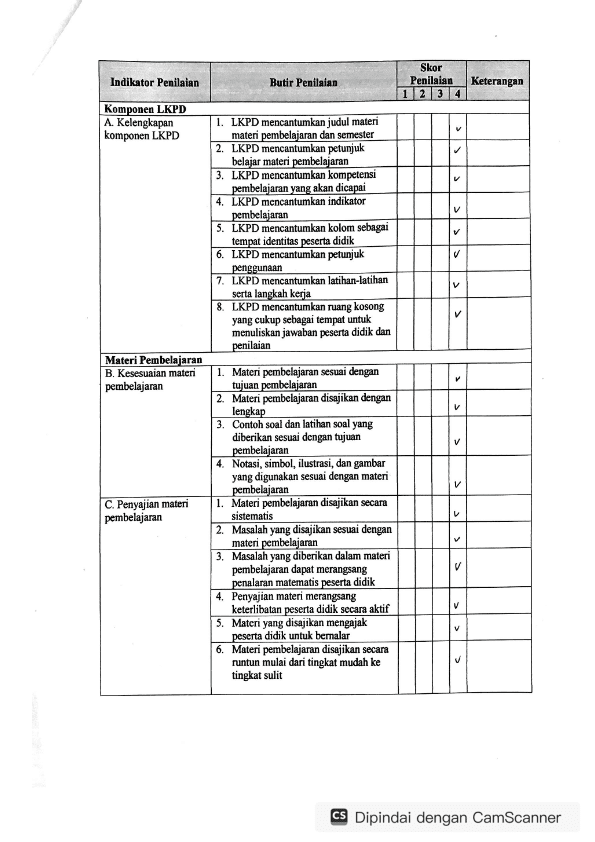 Indikator Penilaian
Butir Penilaian
Skor
Penilaian
1 2 3 4
Keterangan
Komponen LKPD
A. Kelengkapan
komponen LKPD
1. LKPD mencantumkan judul materi
materi pembelajaran dan semester
✓
2. LKPD mencantumkan petunjuk
belajar materi pembelajaran
✓
3. LKPD mencantumkan kompetensi
pembelajaran yang akan dicapai
✓
4. LKPD mencantumkan indikator
pembelajaran
✓
5. LKPD mencantumkan kolom sebagai
tempat identitas peserta didik
✓
6. LKPD mencantumkan petunjuk
penggunaan
✓
7. LKPD mencantumkan latihan-latihan
serta langkah kerja
✓
8. LKPD mencantumkan ruang kosong
yang cukup sebagai tempat untuk
menuliskan jawaban peserta didik dan
penilaian
✓
Materi Pembelajaran
B. Kesesuaian materi
pembelajaran
1. Materi pembelajaran sesuai dengan
tujuan pembelajaran
✓
2. Materi pembelajaran disajikan dengan
lengkap
✓
3. Contoh soal dan latihan soal yang
diberikan sesuai dengan tujuan
pembelajaran
✓
4. Notasi, simbol, ilustrasi, dan gambar
yang digunakan sesuai dengan materi
pembelajaran
✓
C. Penyajian materi
pembelajaran
1. Materi pembelajaran disajikan secara
sistematis
✓
2. Masalah yang disajikan sesuai dengan
materi pembelajaran
✓
3. Masalah yang diberikan dalam materi
pembelajaran dapat merangsang
penalaran matematis peserta didik
✓
4. Penyajian materi merangsang
keterlibatan peserta didik secara aktif
✓
5. Materi yang disajikan mengajak
peserta didik untuk bernalar
✓
6. Materi pembelajaran disajikan secara
runtun mulai dari tingkat mudah ke
tingkat sulit
✓
CS Dipindai dengan CamScanner